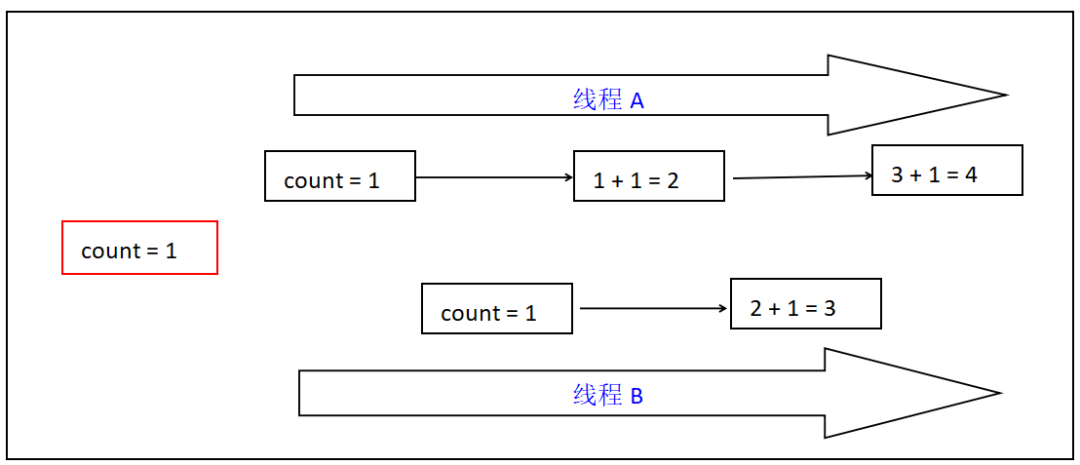 线程 A
count = 1
1 + 1 = 2
3 + 1 = 4
count = 1
count = 1
2 + 1 = 3
线程 B